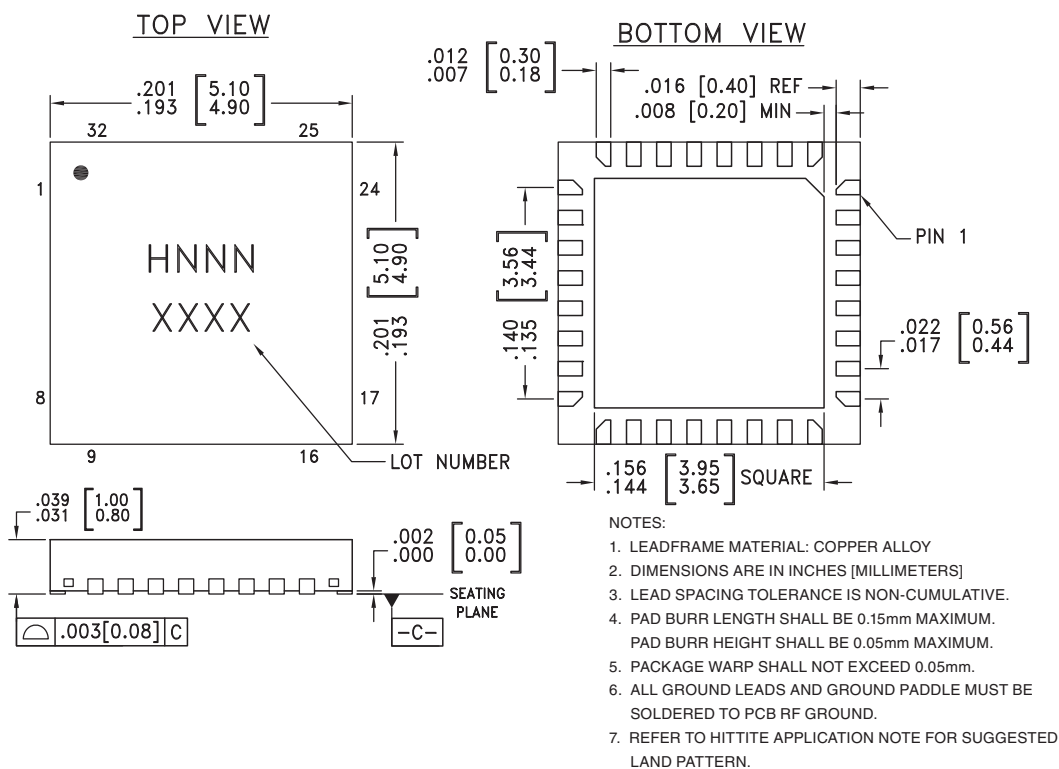 TOP VIEW
.201 [5.10]
.193 [4.90]
32
25
1
24
HNNN
XXXX
.201 [5.10]
.193 [4.90]
8
17
9
16
LOT NUMBER
BOTTOM VIEW
.012 [0.30]
.007 [0.18]
.016 [0.40] REF
.008 [0.20] MIN
PIN 1
.140 [3.56]
.135 [3.44]
.022 [0.56]
.017 [0.44]
.156 [3.95]
.144 [3.65]
SQUARE
.039 [1.00]
.031 [0.80]
.002 [0.05]
.000 [0.00]
SEATING
PLANE
.003[0.08] C
-C-
NOTES:
1. LEADFRAME MATERIAL: COPPER ALLOY
2. DIMENSIONS ARE IN INCHES [MILLIMETERS]
3. LEAD SPACING TOLERANCE IS NON-CUMULATIVE.
4. PAD BURR LENGTH SHALL BE 0.15mm MAXIMUM.
PAD BURR HEIGHT SHALL BE 0.05mm MAXIMUM.
5. PACKAGE WARP SHALL NOT EXCEED 0.05mm.
6. ALL GROUND LEADS AND GROUND PADDLE MUST BE
SOLDERED TO PCB RF GROUND.
7. REFER TO HITTITE APPLICATION NOTE FOR SUGGESTED
LAND PATTERN.